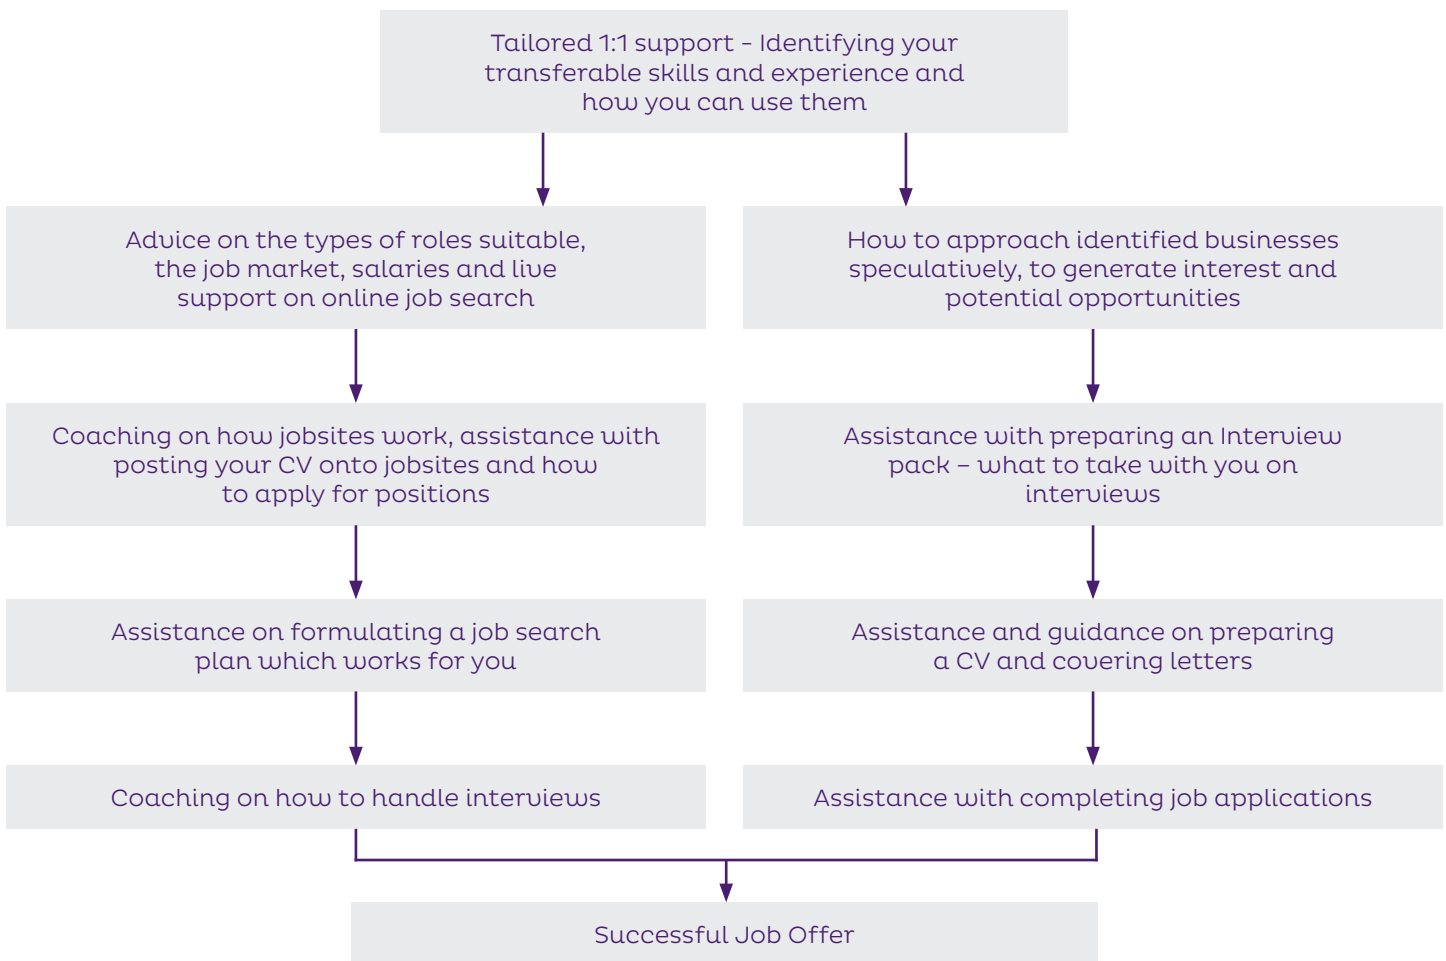 Tailored 1:1 support - Identifying your
transferable skills and experience and
how you can use them
Advice on the types of roles suitable,
the job market, salaries and live
support on online job search
How to approach identified businesses
speculatively, to generate interest and
potential opportunities
Coaching on how jobsites work, assistance with
posting your CV onto jobsites and how
to apply for positions
Assistance with preparing an Interview
pack – what to take with you on
interviews
Assistance on formulating a job search
plan which works for you
Assistance and guidance on preparing
a CV and covering letters
Coaching on how to handle interviews
Assistance with completing job applications
Successful Job Offer